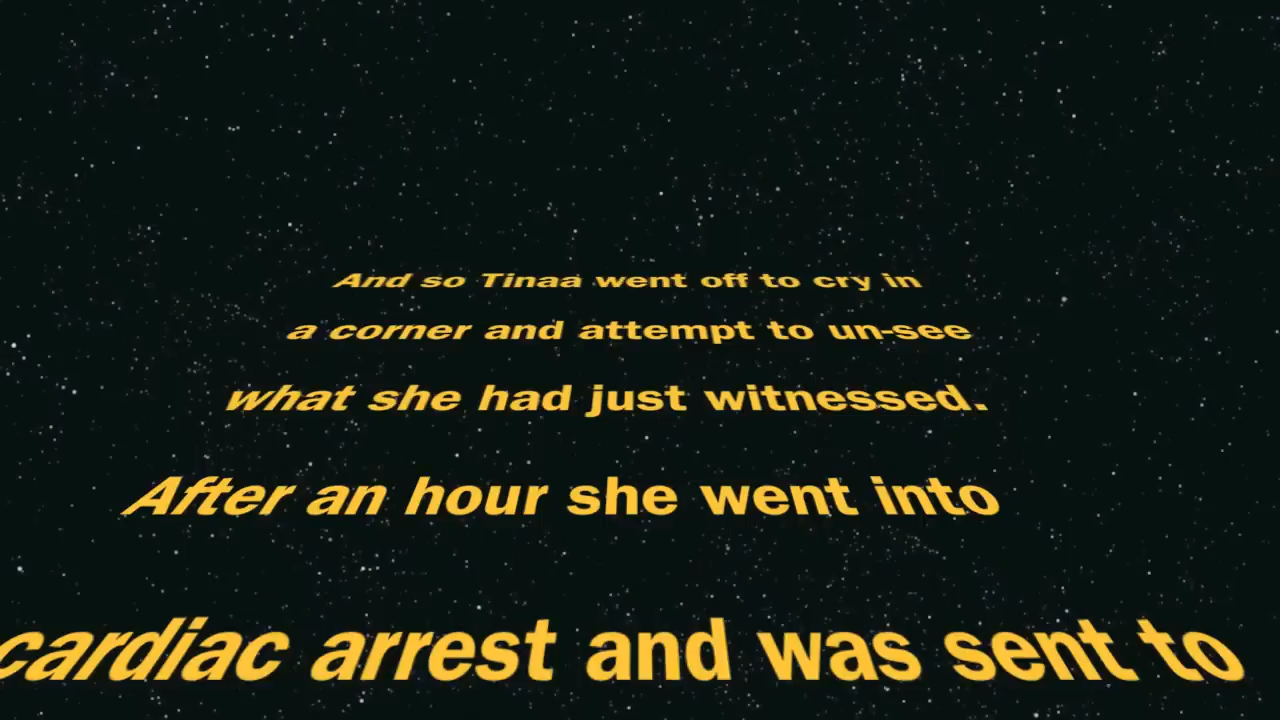 And so Tinaa went off to cry in
a corner and attempt to un-see
what she had just witnessed.
After an hour she went into
cardiac arrest and was sent to